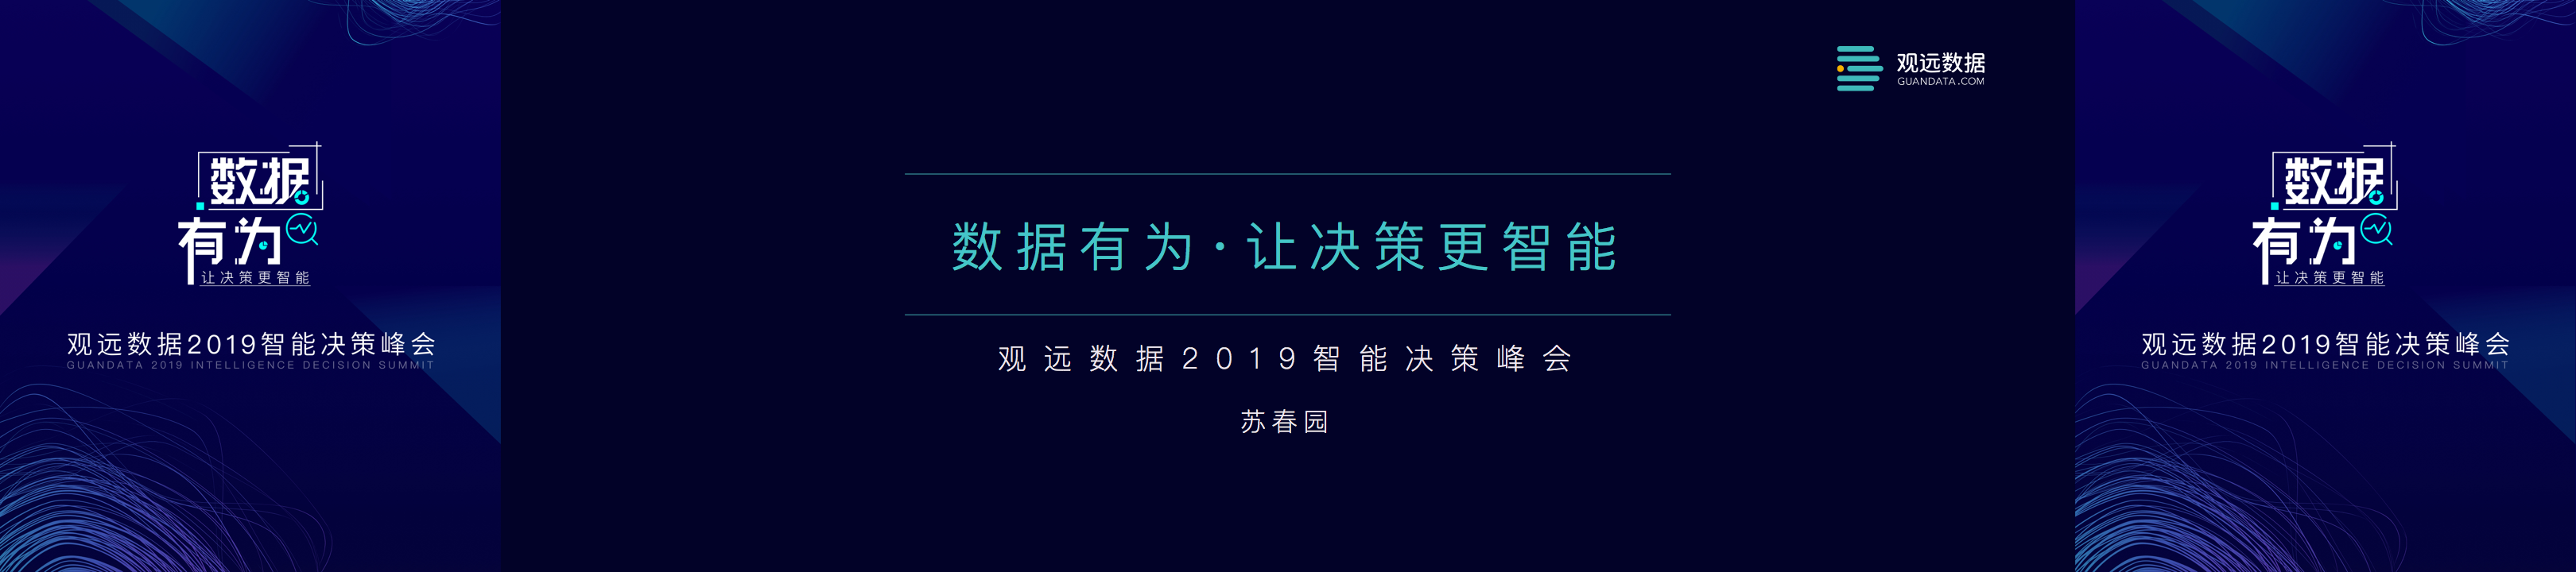 数据
有为
让决策更智能
观远数据2019智能决策峰会
GUANDATA 2019 INTELLIGENCE DECISION SUMMIT
观远数据
GUANDATA.COM
数据有为·让决策更智能
观远数据2019智能决策峰会
苏春园
数据
有为
让决策更智能
观远数据2019智能决策峰会
GUANDATA 2019 INTELLIGENCE DECISION SUMMIT